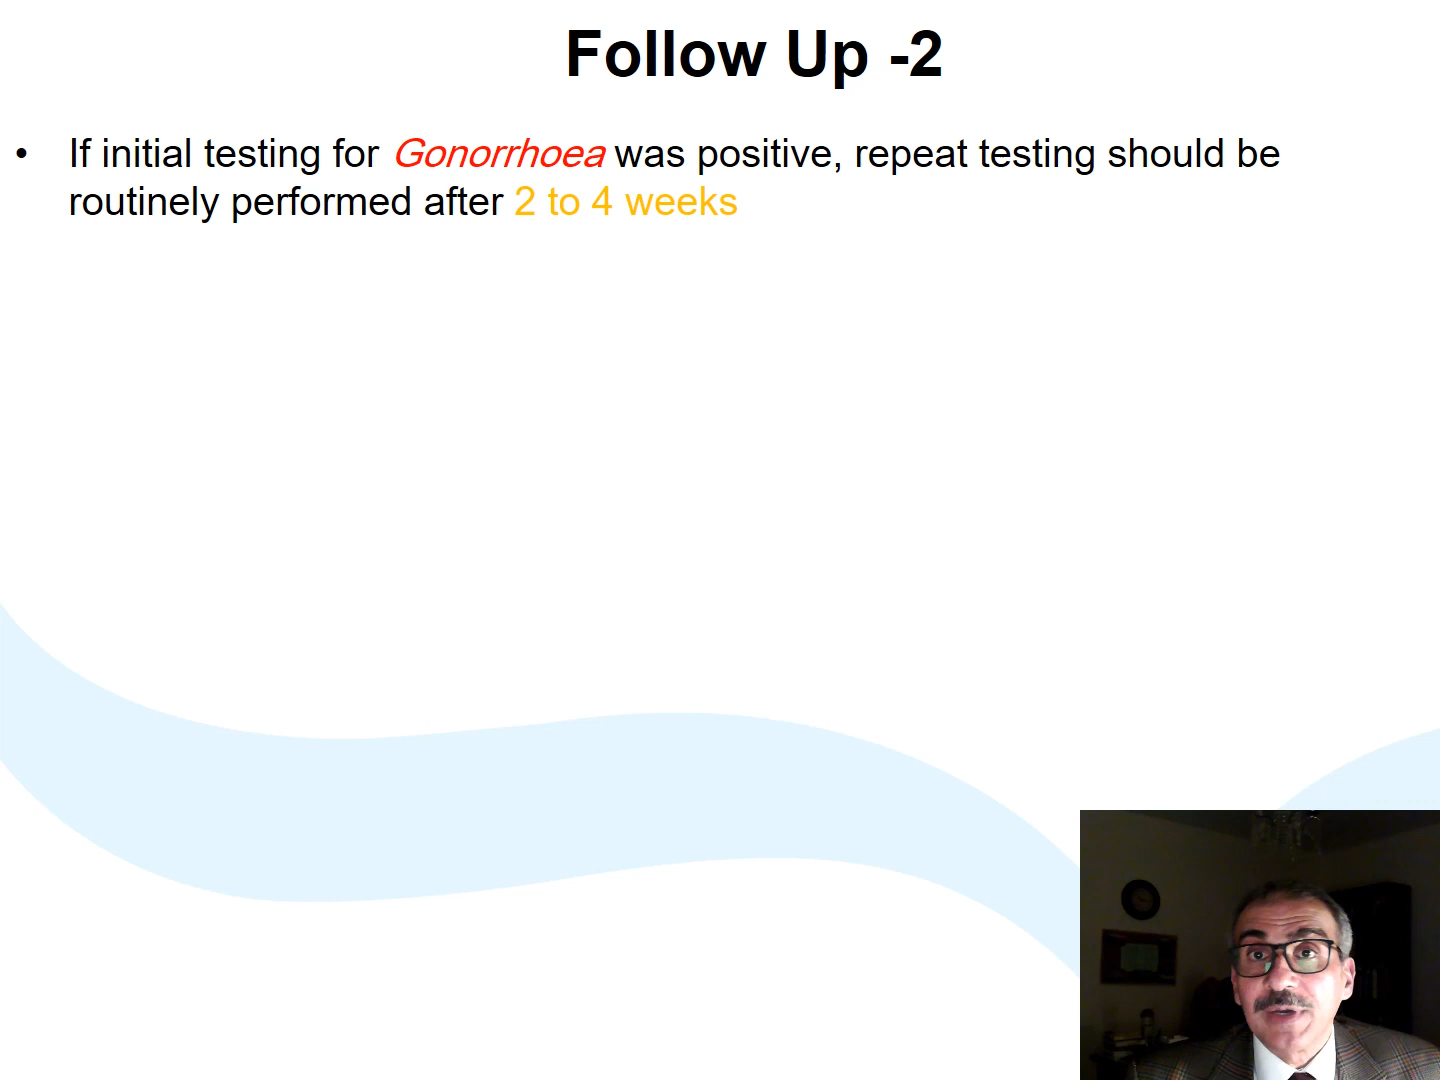 Follow Up -2
• If initial testing for Gonorrhoea was positive, repeat testing should be
routinely performed after 2 to 4 weeks